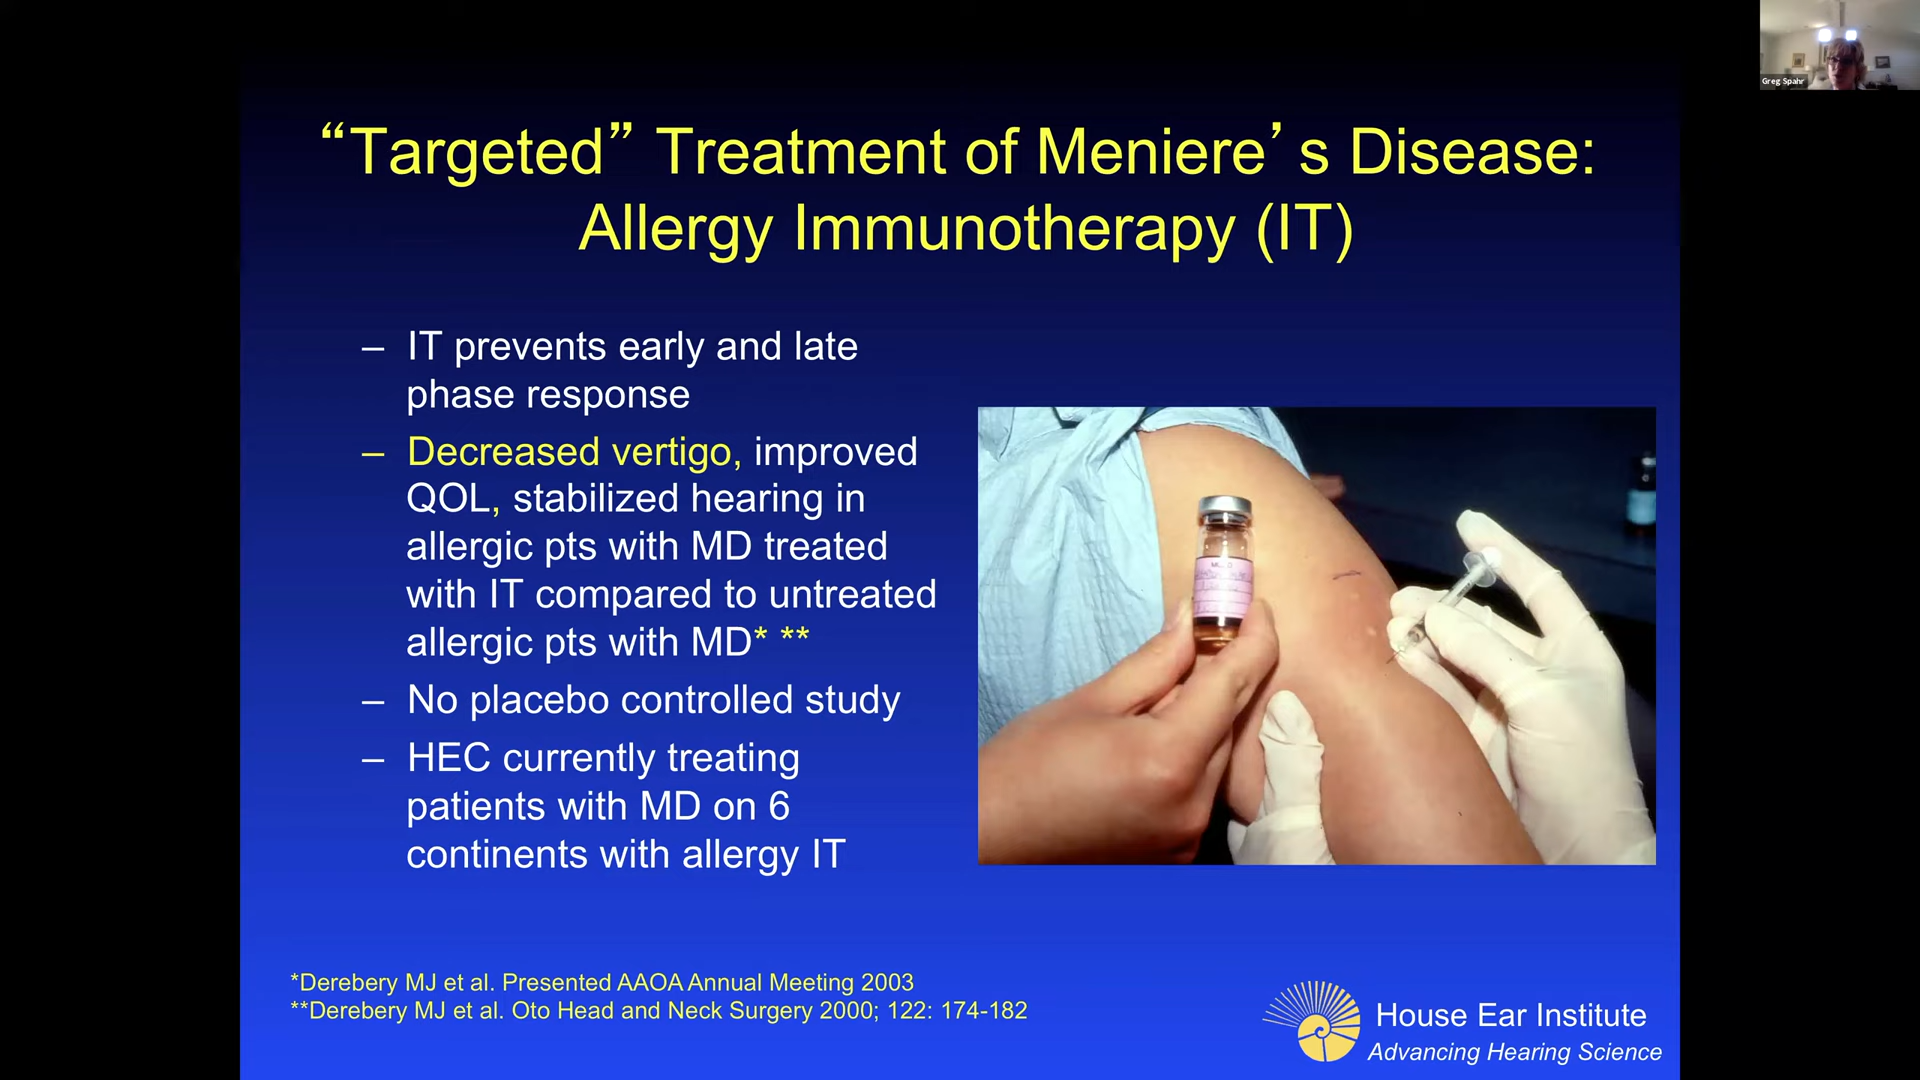 Greg Spahr
“Targeted” Treatment of Meniere’s Disease:
Allergy Immunotherapy (IT)
– IT prevents early and late
phase response
– Decreased vertigo, improved
QOL, stabilized hearing in
allergic pts with MD treated
with IT compared to untreated
allergic pts with MD* **
– No placebo controlled study
– HEC currently treating
patients with MD on 6
continents with allergy IT
*Derebery MJ et al. Presented AAOA Annual Meeting 2003
**Derebery MJ et al. Oto Head and Neck Surgery 2000; 122: 174-182
House Ear Institute
Advancing Hearing Science